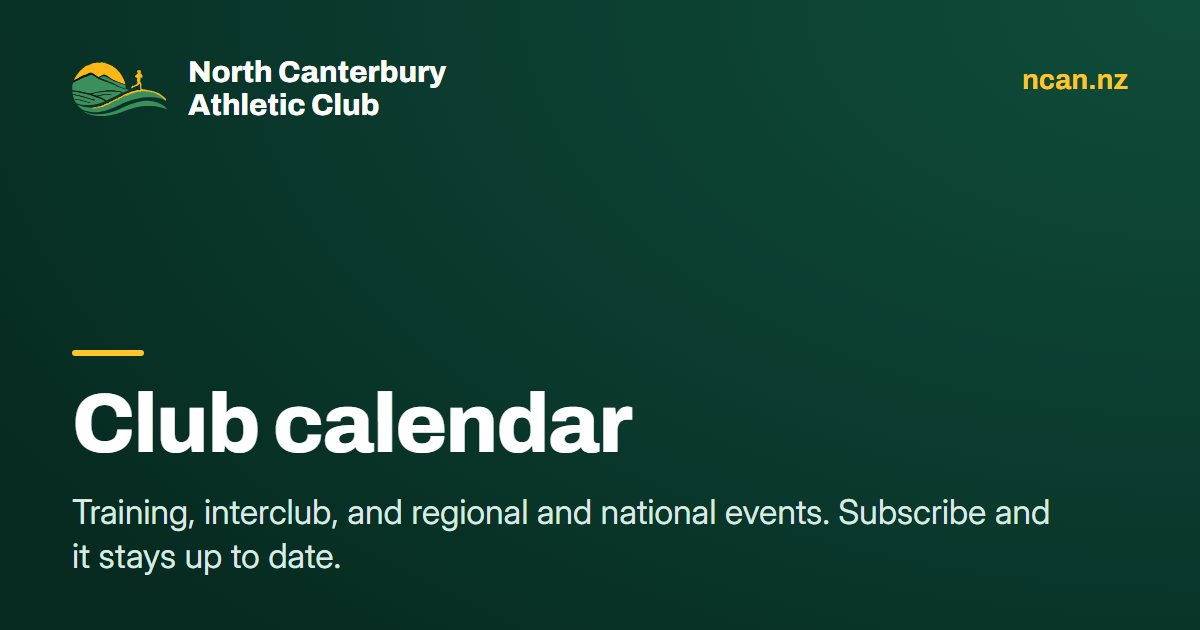 North Canterbury
Athletic Club
ncan.nz
Club calendar
Training, interclub, and regional and national events. Subscribe and
it stays up to date.